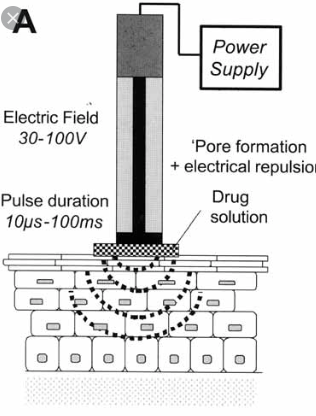 A
Power
Supply
Electric Field
30-100V
'Pore formation
+ electrical repulsion
Pulse duration
10µs-100ms
Drug
solution